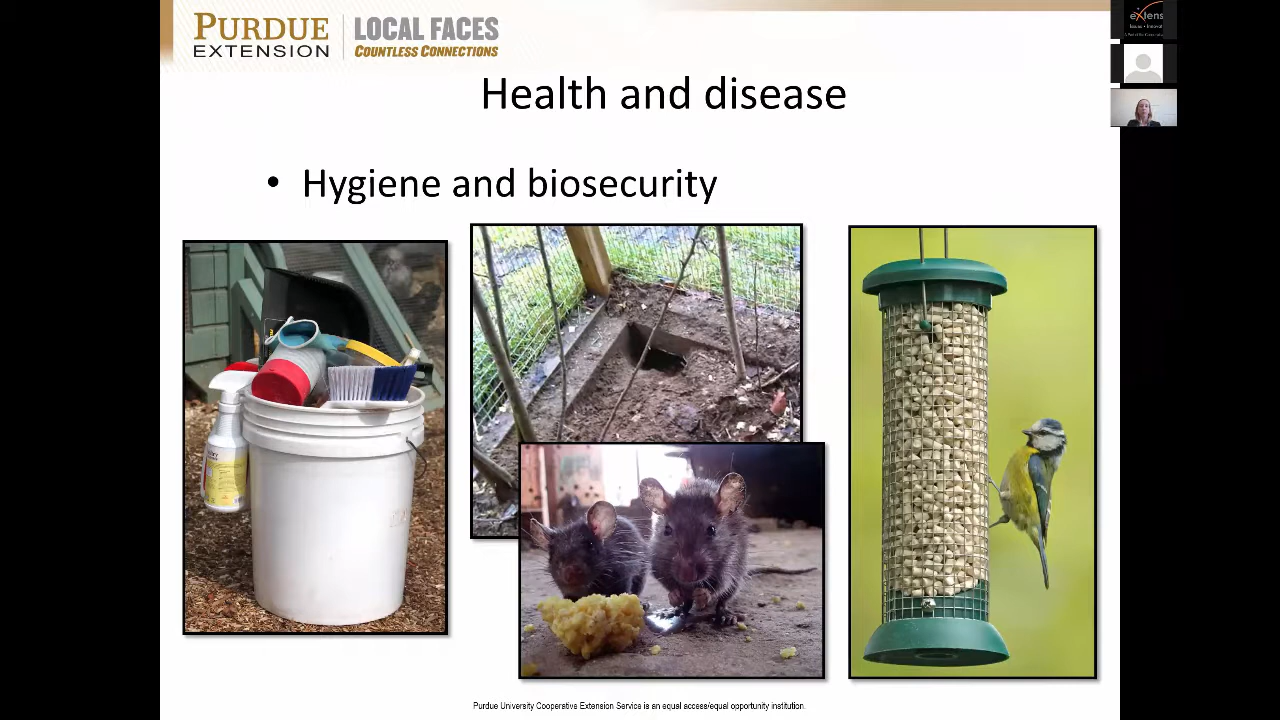 PURDUE
EXTENSION
LOCAL FACES
COUNTLESS CONNECTIONS
Health and disease
• Hygiene and biosecurity
Purdue University Cooperative Extension Service is an equal access/equal opportunity institution.